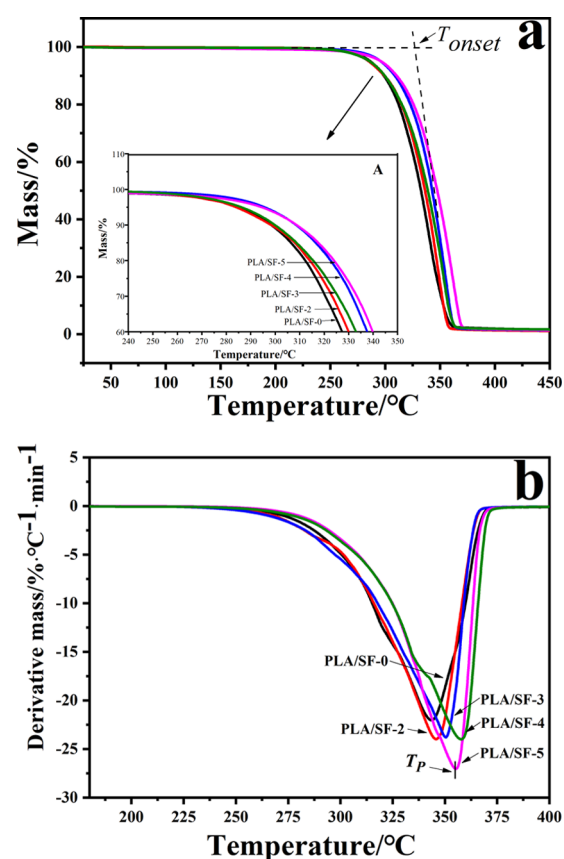 a
T onset
Mass/%
100
80
60
40
20
0
50 100 150 200 250 300 350 400 450
Temperature/°C
A
Mass/%
110
100
90
80
70
60
240 250 260 270 280 290 300 310 320 330 340 350
Temperature/°C
PLA/SF-5
PLA/SF-4
PLA/SF-3
PLA/SF-2
PLA/SF-0
b
Derivative mass/%·°C-1·min-1
5
0
-5
-10
-15
-20
-25
-30
200 225 250 275 300 325 350 375 400
Temperature/°C
PLA/SF-0
PLA/SF-2
PLA/SF-3
PLA/SF-4
PLA/SF-5
TP